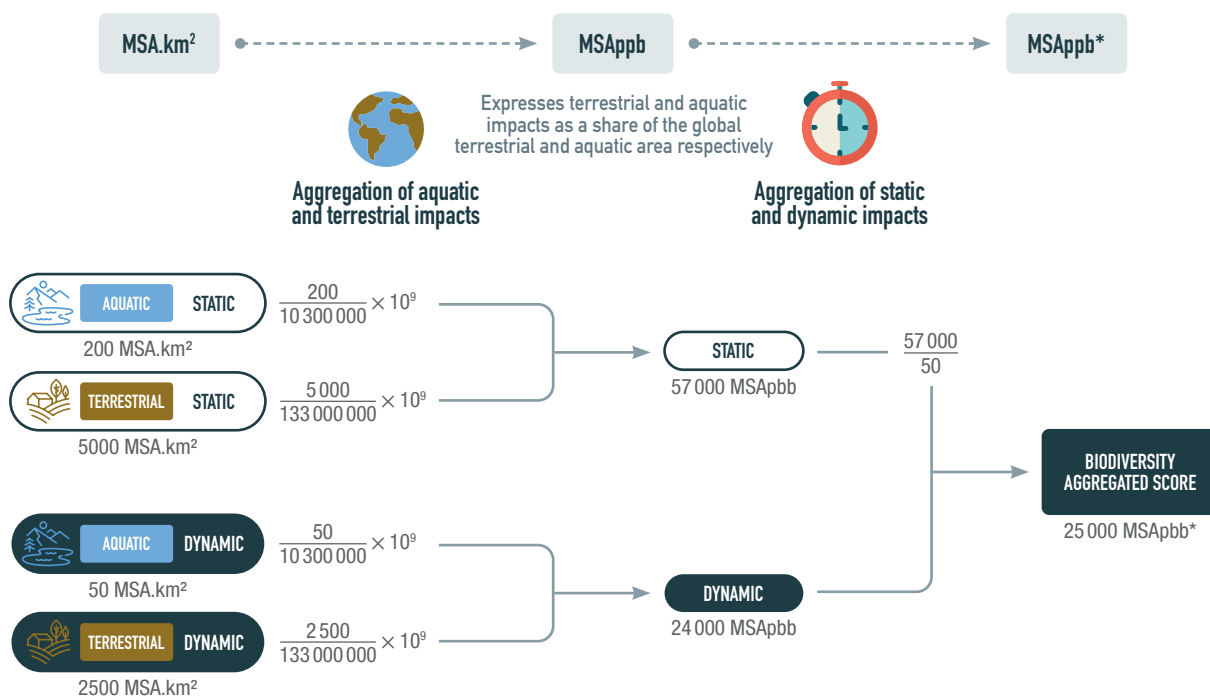 MSA.km²
MSAppb
MSAppb*
Expresses terrestrial and aquatic
impacts as a share of the global
terrestrial and aquatic area respectively
Aggregation of aquatic
and terrestrial impacts
Aggregation of static
and dynamic impacts
AQUATIC STATIC
200 MSA.km²
200
10 300 000
× 10⁹
TERRESTRIAL STATIC
5000 MSA.km²
5 000
133 000 000
× 10⁹
STATIC
57 000 MSApbb
57 000
50
AQUATIC DYNAMIC
50 MSA.km²
50
10 300 000
× 10⁹
TERRESTRIAL DYNAMIC
2500 MSA.km²
2 500
133 000 000
× 10⁹
DYNAMIC
24 000 MSApbb
BIODIVERSITY
AGGREGATED SCORE
25 000 MSApbb*